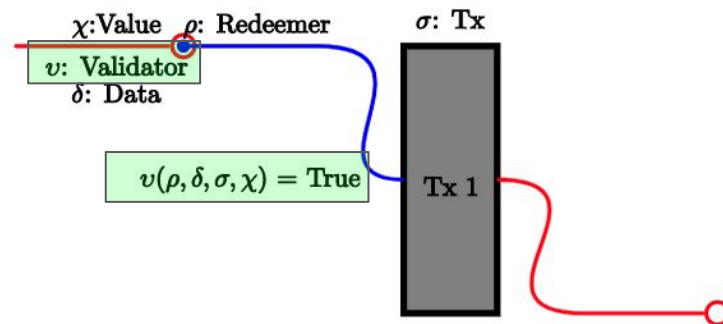 χ:Value ρ: Redeemer σ: Tx
υ: Validator
δ: Data
υ(ρ, δ, σ, χ) = True
Tx 1